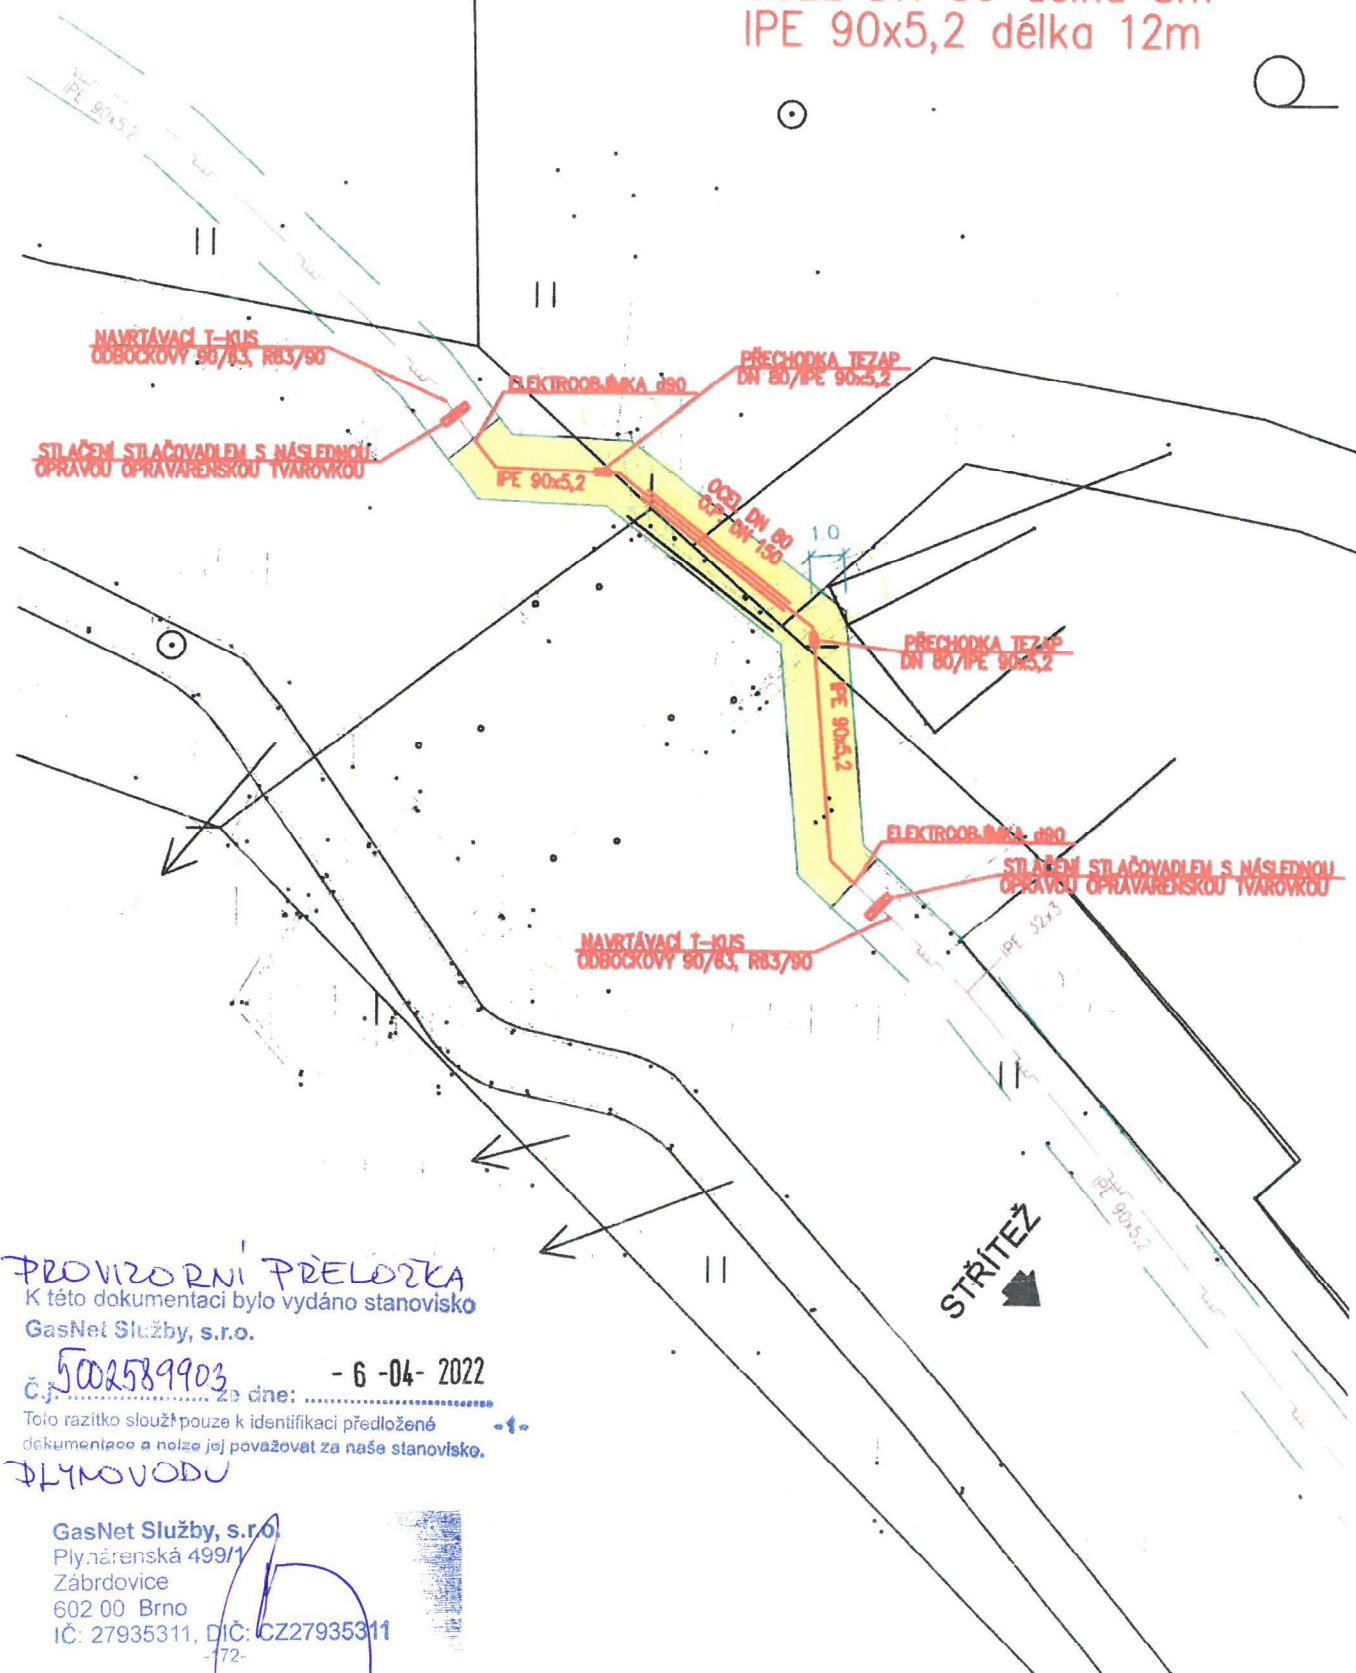 IPE 90x5,2 délka 12m
IPE 90x5,2
NAVRTÁVACÍ T-KUS
ODBOČKOVÝ 90/63, R63/90
ELEKTROOBJÍMKA d90
PŘECHODKA TEZAP
DN 80/IPE 90x5,2
STLAČENÍ STLAČOVADLEM S NÁSLEDNOU
OPRAVOU OPRAVÁRENSKOU TVAROVKOU
IPE 90x5,2
OCEL DN 80
O.P. DN 150
1.0
PŘECHODKA TEZAP
DN 80/IPE 90x5,2
IPE 90x5,2
ELEKTROOBJÍMKA d90
STLAČENÍ STLAČOVADLEM S NÁSLEDNOU
OPRAVOU OPRAVÁRENSKOU TVAROVKOU
IPE 32x3
NAVRTÁVACÍ T-KUS
ODBOČKOVÝ 90/63, R63/90
IPE 90x5,2
STŘÍTEŽ
PROVIZORNÍ PŘELOŽKA
K této dokumentaci bylo vydáno stanovisko
GasNet Služby, s.r.o.
Č.j. 5002589903 ze dne: - 6 -04- 2022
Toto razítko slouží pouze k identifikaci předložené
dokumentace a nelze jej považovat za naše stanovisko.
-1-
PLYNOVODU
GasNet Služby, s.r.o.
Plynárenská 499/1
Zábrdovice
602 00 Brno
IČ: 27935311, DIČ: CZ27935311
-172-